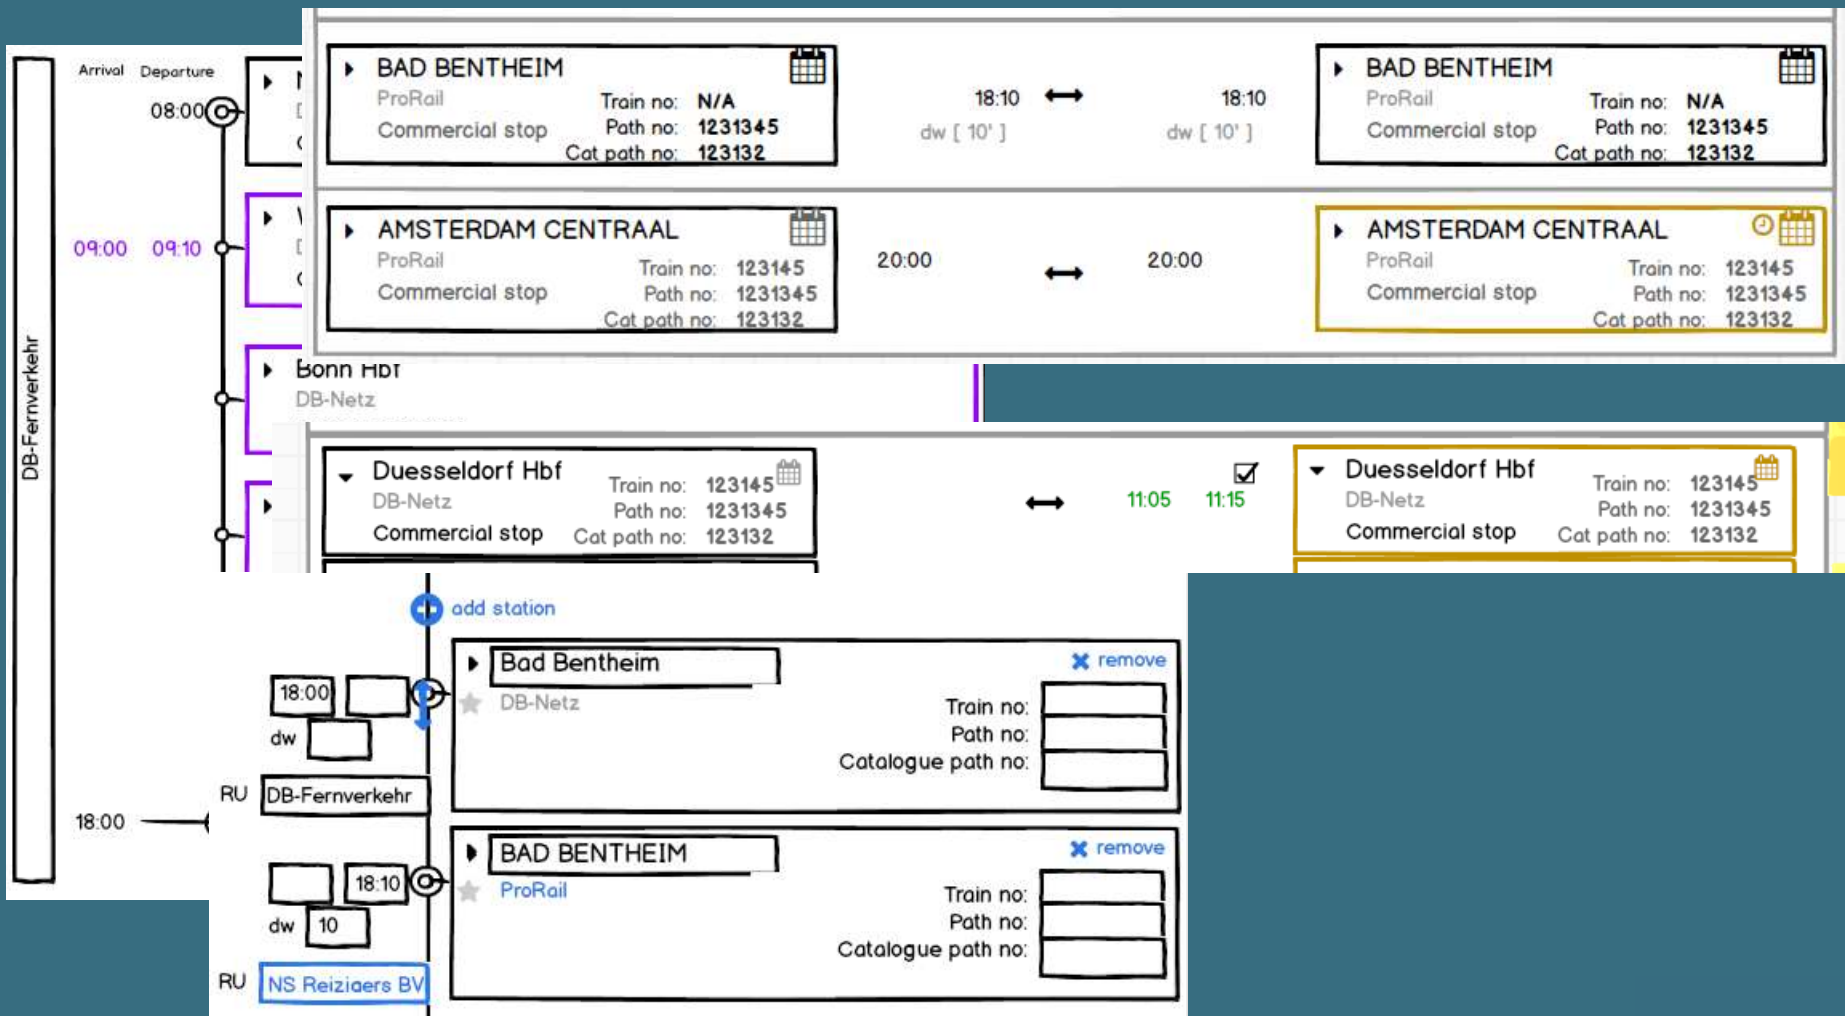 Arrival Departure
08:00
09:00 09:10
DB-Fernverkehr
18:00
BAD BENTHEIM
ProRail
Commercial stop
Train no: N/A
Path no: 1231345
Cat path no: 123132
18:10 18:10
dw [ 10' ] dw [ 10' ]
BAD BENTHEIM
ProRail
Commercial stop
Train no: N/A
Path no: 1231345
Cat path no: 123132
AMSTERDAM CENTRAAL
ProRail
Commercial stop
Train no: 123145
Path no: 1231345
Cat path no: 123132
20:00 20:00
AMSTERDAM CENTRAAL
ProRail
Commercial stop
Train no: 123145
Path no: 1231345
Cat path no: 123132
Bonn Hbf
DB-Netz
Duesseldorf Hbf
DB-Netz
Commercial stop
Train no: 123145
Path no: 1231345
Cat path no: 123132
11:05 11:15
Duesseldorf Hbf
DB-Netz
Commercial stop
Train no: 123145
Path no: 1231345
Cat path no: 123132
add station
18:00
dw
RU DB-Fernverkehr
Bad Bentheim
DB-Netz
remove
Train no:
Path no:
Catalogue path no:
18:10
dw 10
RU NS Reizigers BV
BAD BENTHEIM
ProRail
remove
Train no:
Path no:
Catalogue path no: